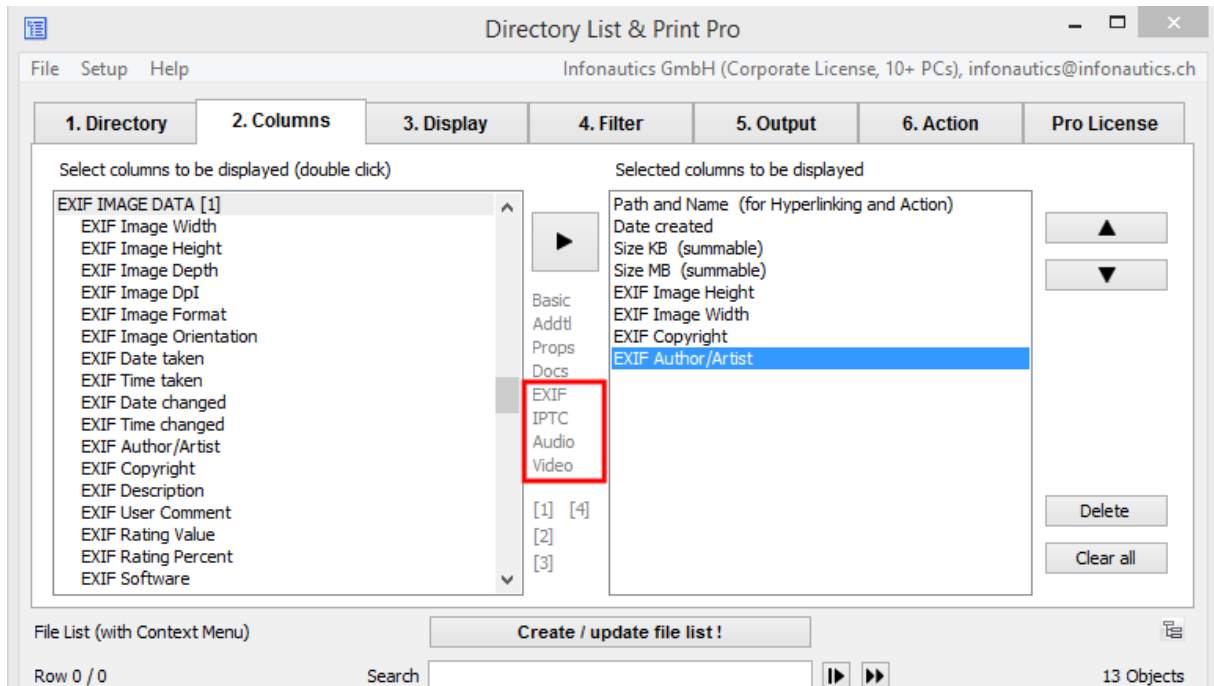 Directory List & Print Pro
File Setup Help
Infonautics GmbH (Corporate License, 10+ PCs), infonautics@infonautics.ch
1. Directory
2. Columns
3. Display
4. Filter
5. Output
6. Action
Pro License
Select columns to be displayed (double click)
EXIF IMAGE DATA [1]
EXIF Image Width
EXIF Image Height
EXIF Image Depth
EXIF Image DpI
EXIF Image Format
EXIF Image Orientation
EXIF Date taken
EXIF Time taken
EXIF Date changed
EXIF Time changed
EXIF Author/Artist
EXIF Copyright
EXIF Description
EXIF User Comment
EXIF Rating Value
EXIF Rating Percent
EXIF Software
Basic
Addtl
Props
Docs
EXIF
IPTC
Audio
Video
[1] [4]
[2]
[3]
Selected columns to be displayed
Path and Name (for Hyperlinking and Action)
Date created
Size KB (summable)
Size MB (summable)
EXIF Image Height
EXIF Image Width
EXIF Copyright
EXIF Author/Artist
Delete
Clear all
File List (with Context Menu)
Create / update file list !
Row 0 / 0
Search
13 Objects